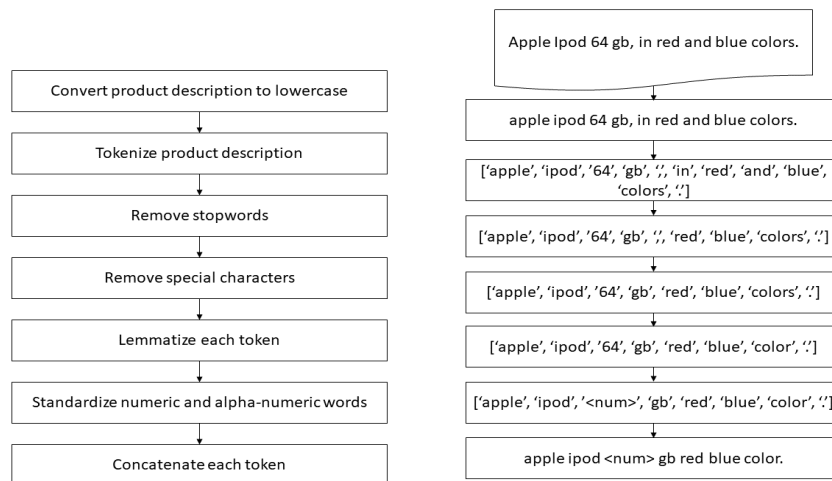 Convert product description to lowercase
Tokenize product description
Remove stopwords
Remove special characters
Lemmatize each token
Standardize numeric and alpha-numeric words
Concatenate each token
Apple Ipod 64 gb, in red and blue colors.
apple ipod 64 gb, in red and blue colors.
[‘apple’, ‘ipod’, ’64’, ‘gb’, ‘,’, ‘in’, ‘red’, ‘and’, ‘blue’,
‘colors’, ‘.’]
[‘apple’, ‘ipod’, ’64’, ‘gb’, ‘,’, ‘red’, ‘blue’, ‘colors’, ‘.’]
[‘apple’, ‘ipod’, ’64’, ‘gb’, ‘red’, ‘blue’, ‘colors’, ‘.’]
[‘apple’, ‘ipod’, ’64’, ‘gb’, ‘red’, ‘blue’, ‘color’, ‘.’]
[‘apple’, ‘ipod’, ’<num>’, ‘gb’, ‘red’, ‘blue’, ‘color’, ‘.’]
apple ipod <num> gb red blue color.